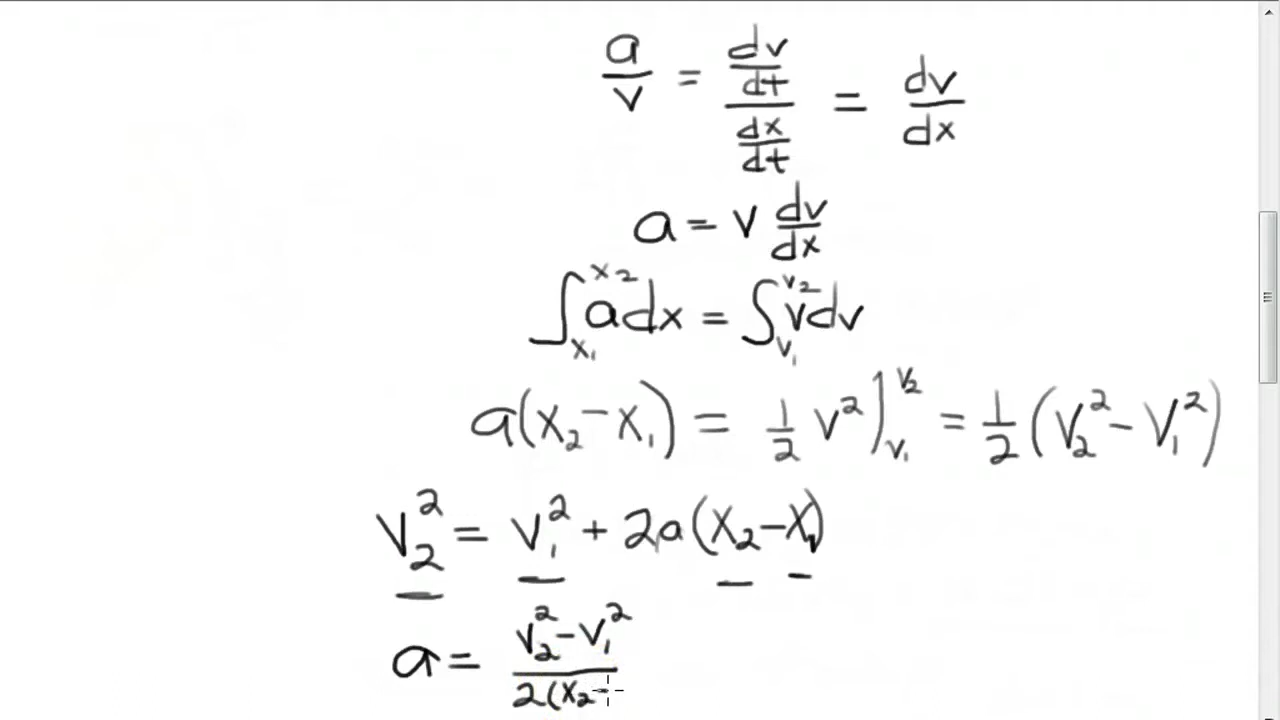 a/v = (dv/dt)/(dx/dt) = dv/dx
a = v dv/dx
∫_{x₁}^{x₂} a dx = ∫_{v₁}^{v₂} v dv
a(x₂ − x₁) = 1/2 v²]_{v₁}^{v₂} = 1/2 (v₂² − v₁²)
v₂² = v₁² + 2a(x₂ − x₁)
a = (v₂² − v₁²)/(2(x₂ −